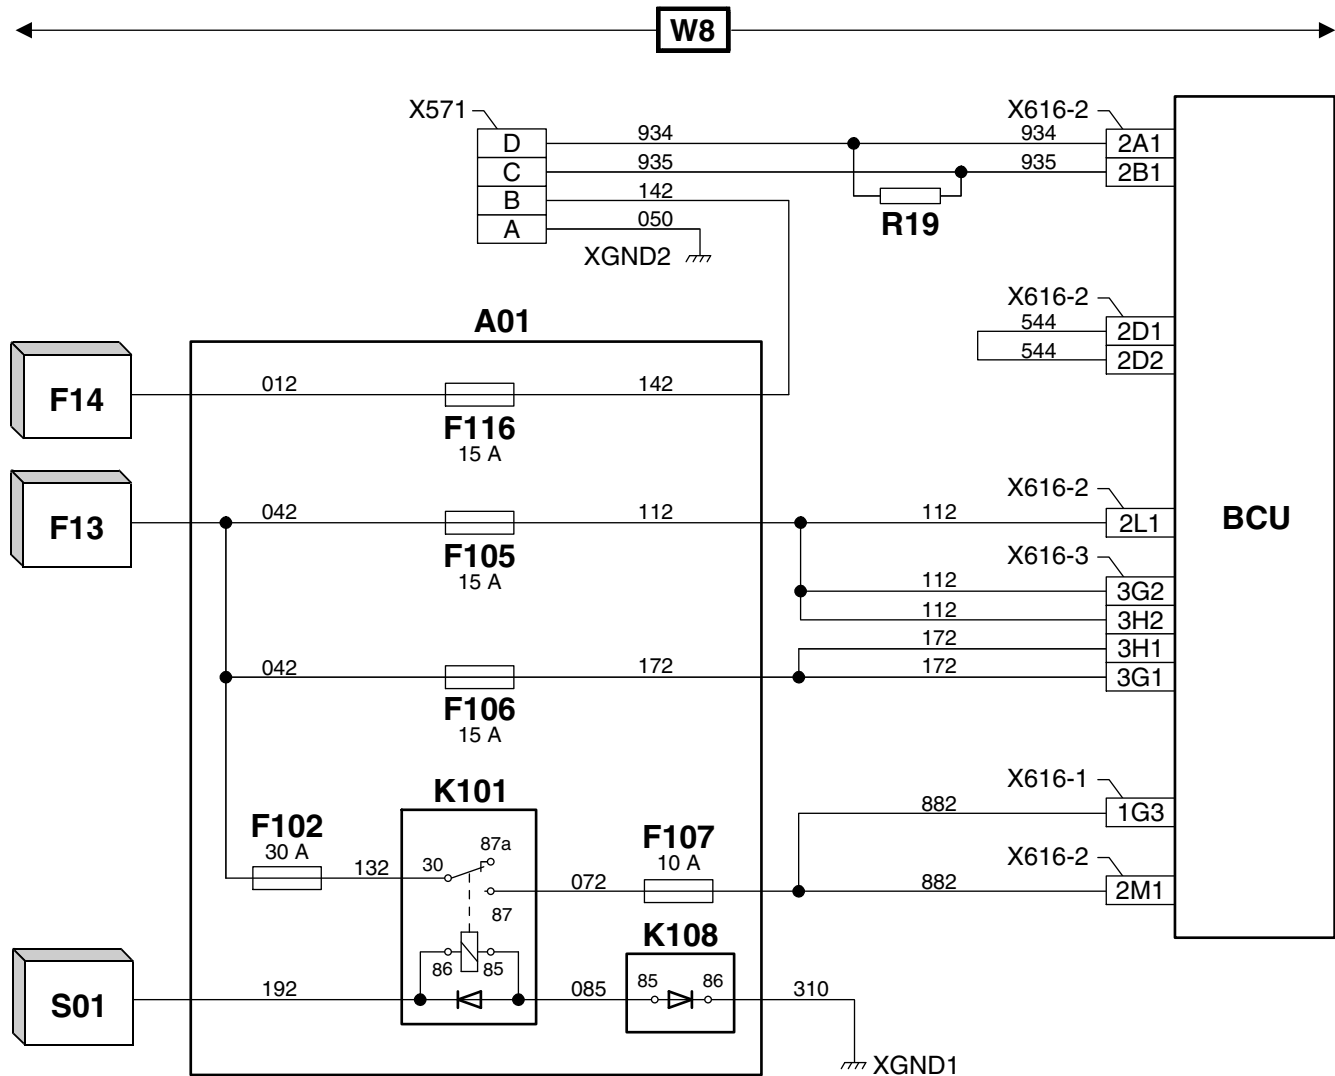 W8
X571
X616-2
D 934 934 2A1
C 935 935 2B1
B 142
A 050
R19
XGND2
X616-2
544 2D1
544 2D2
A01
F14 012 142
F116
15 A
F13 042 112 112 2L1
X616-2
F105
15 A
BCU
X616-3
112 3G2
112 3H2
172 3H1
042 172 172 3G1
F106
15 A
K101
X616-1
882 1G3
F102
30 A
132 30 87a
87
072
F107
10 A
X616-2
882 2M1
86 85
K108
S01 192 085 85 86 310
XGND1